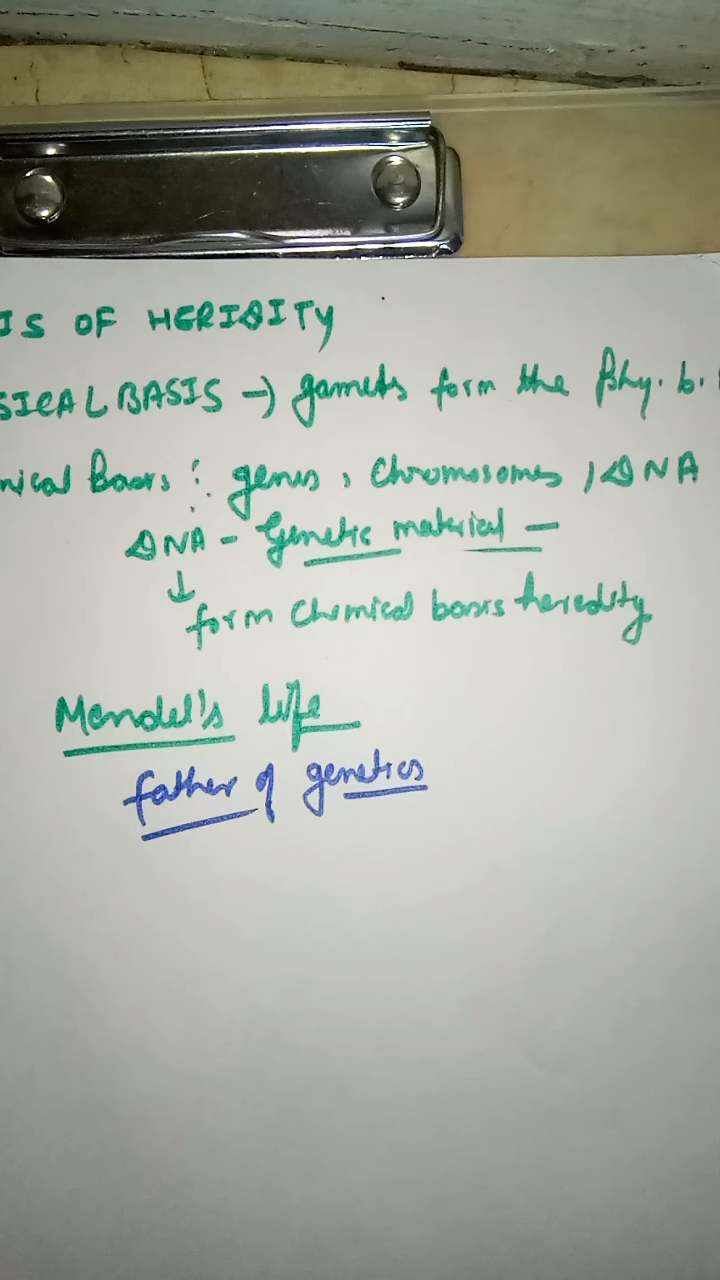 IS OF HERIDITY
SICAL BASIS → gamets form the Phy. b.
mical Basis : genes, Chromosomes, DNA
DNA - Genetic material -
↓
form Chemical basis heredity
Mendel's life
father of genetics